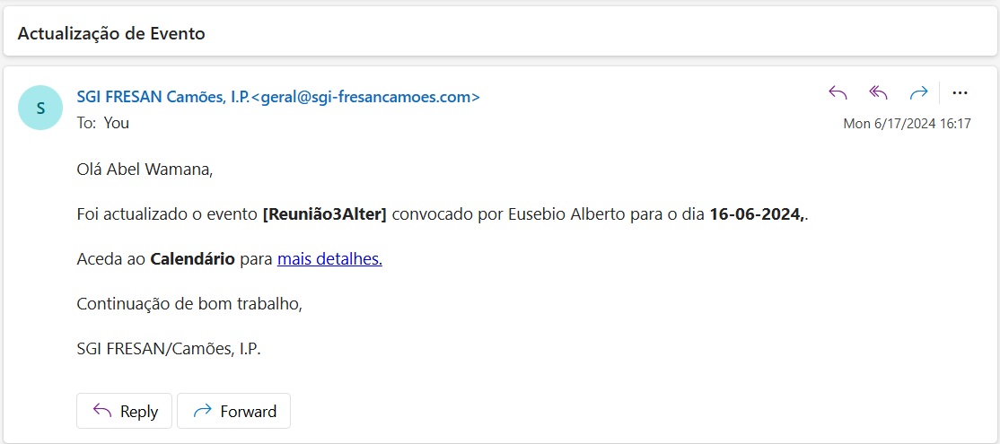 Actualização de Evento
S
SGI FRESAN Camões, I.P.<geral@sgi-fresancamoes.com>
To: You
Mon 6/17/2024 16:17
Olá Abel Wamana,
Foi actualizado o evento [Reunião3Alter] convocado por Eusebio Alberto para o dia 16-06-2024,.
Aceda ao Calendário para mais detalhes.
Continuação de bom trabalho,
SGI FRESAN/Camões, I.P.
Reply Forward